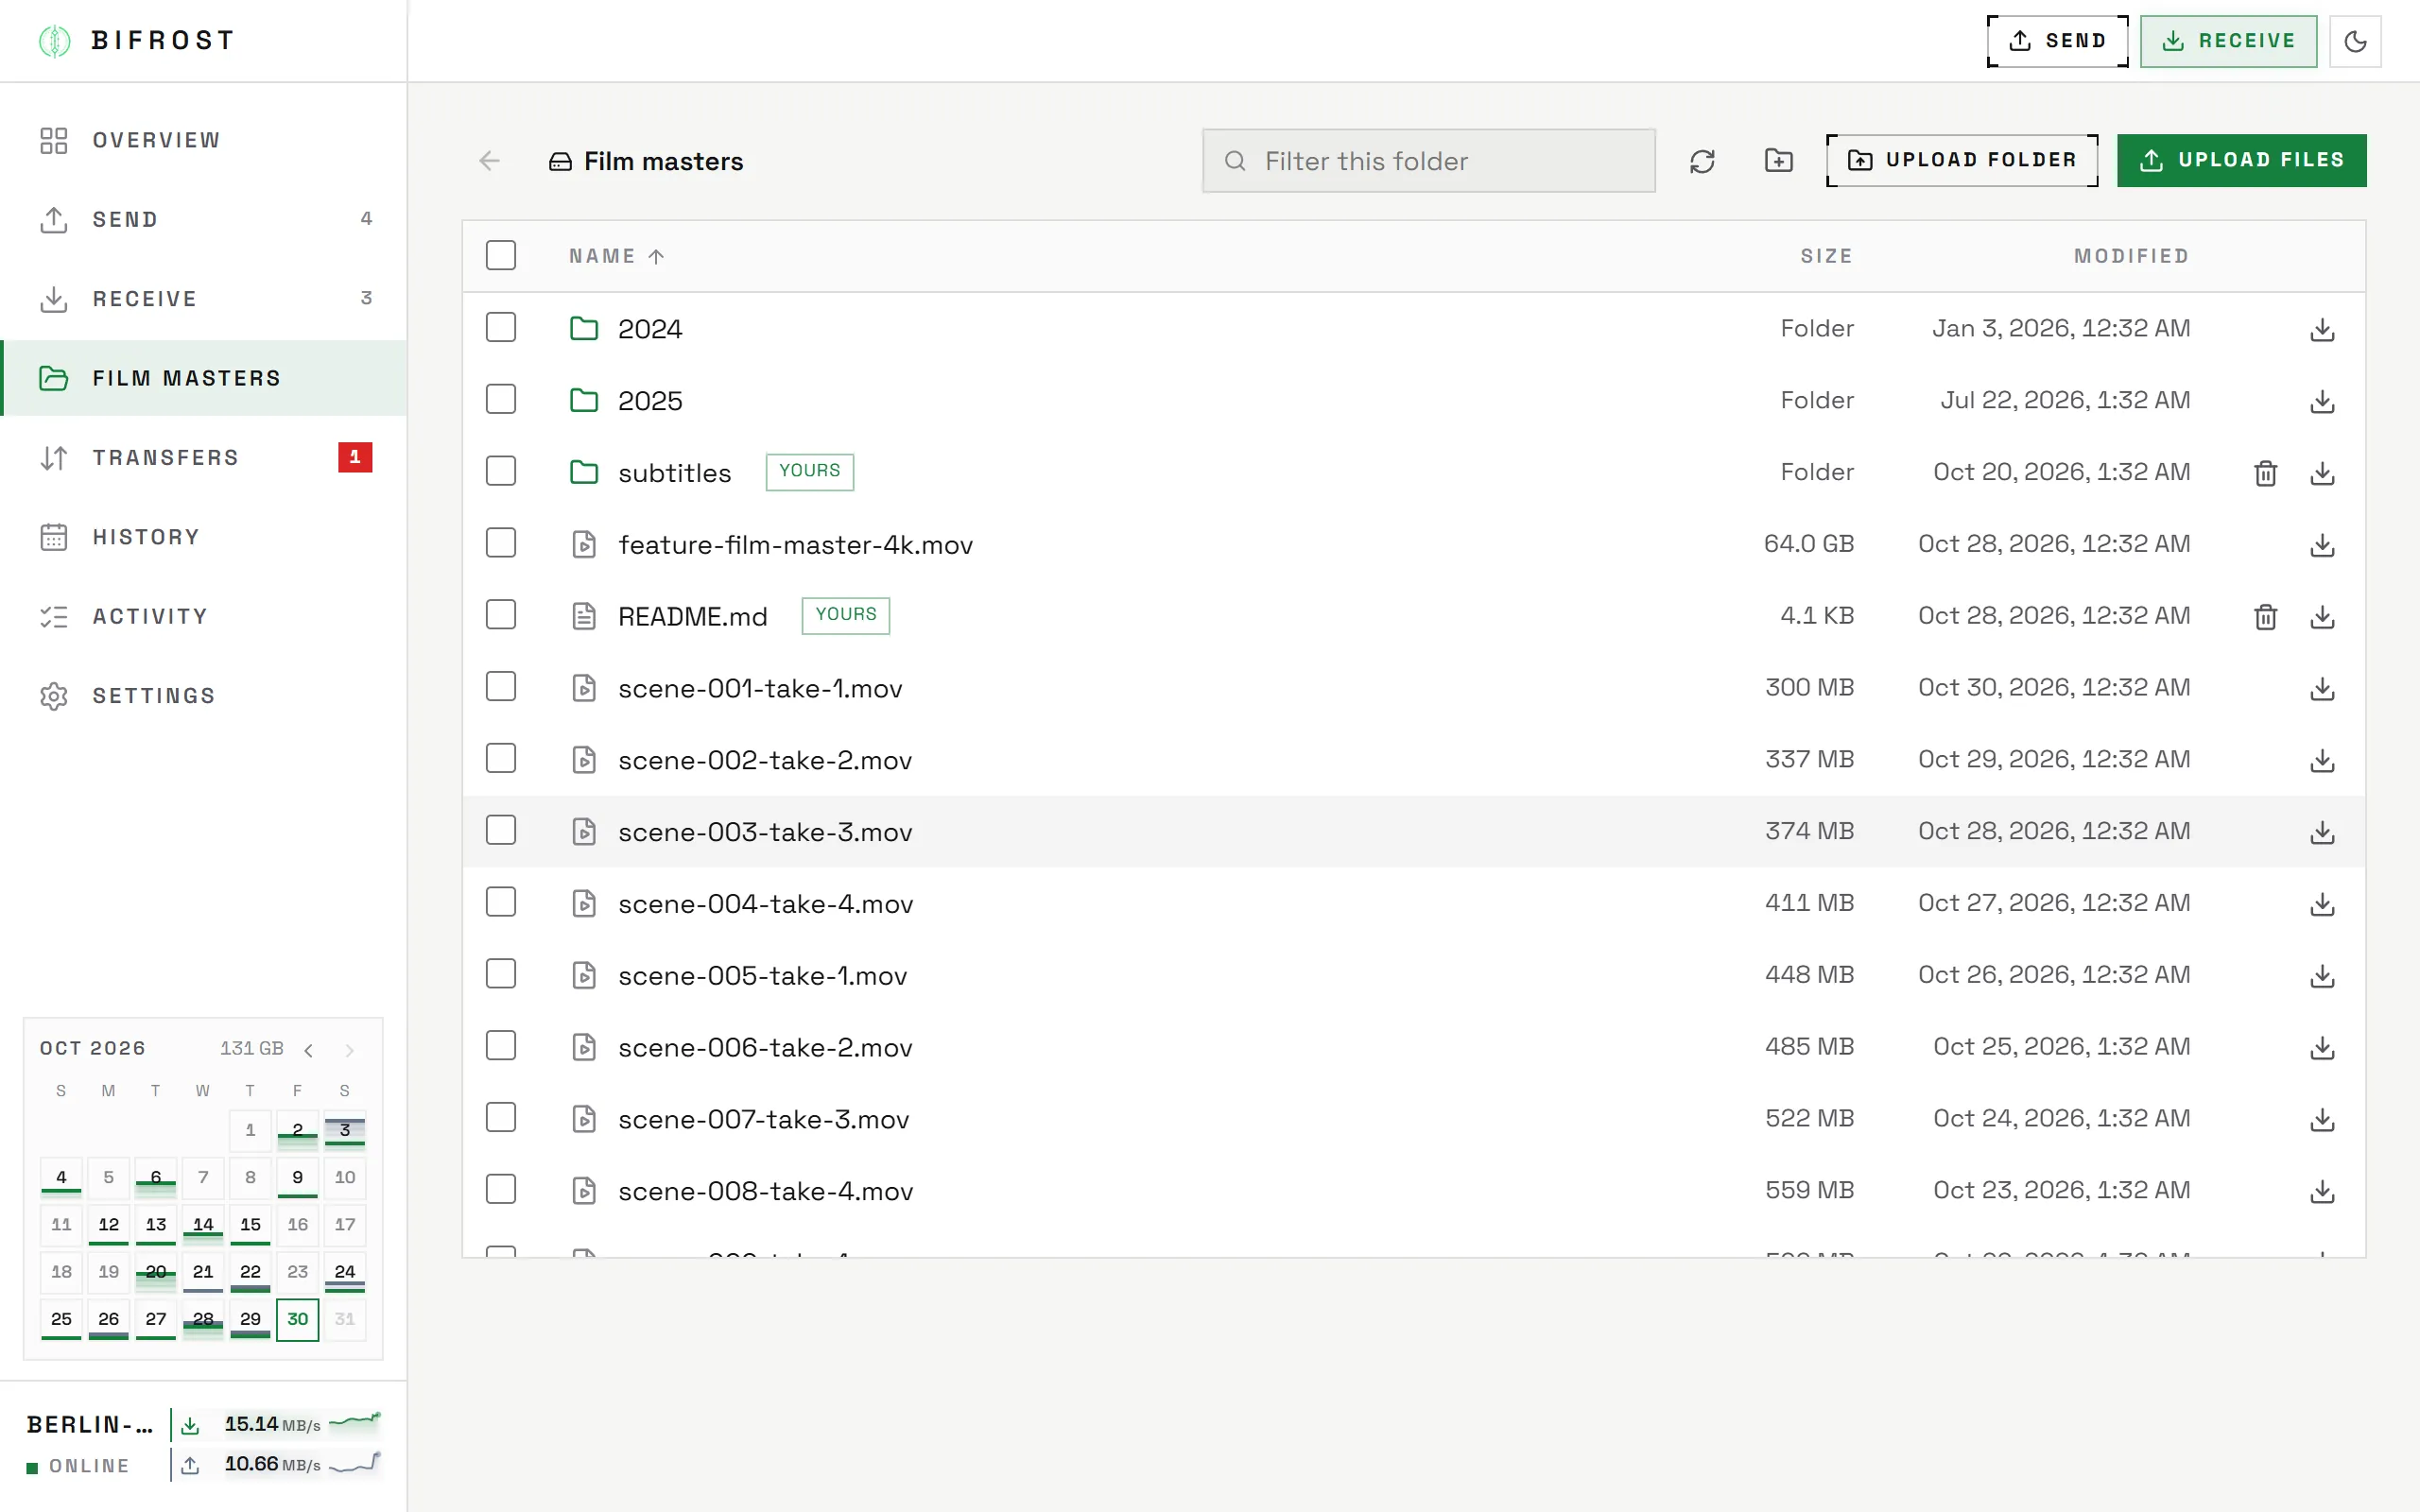 BIFROST
SEND
RECEIVE
OVERVIEW
SEND 4
RECEIVE 3
FILM MASTERS
TRANSFERS 1
HISTORY
ACTIVITY
SETTINGS
OCT 2026 131 GB
S M T W T F S
1 2 3
4 5 6 7 8 9 10
11 12 13 14 15 16 17
18 19 20 21 22 23 24
25 26 27 28 29 30 31
BERLIN-... 15.14 MB/s
ONLINE 10.66 MB/s
Film masters
Filter this folder
UPLOAD FOLDER
UPLOAD FILES
NAME SIZE MODIFIED
2024 Folder Jan 3, 2026, 12:32 AM
2025 Folder Jul 22, 2026, 1:32 AM
subtitles YOURS Folder Oct 20, 2026, 1:32 AM
feature-film-master-4k.mov 64.0 GB Oct 28, 2026, 12:32 AM
README.md YOURS 4.1 KB Oct 28, 2026, 12:32 AM
scene-001-take-1.mov 300 MB Oct 30, 2026, 12:32 AM
scene-002-take-2.mov 337 MB Oct 29, 2026, 12:32 AM
scene-003-take-3.mov 374 MB Oct 28, 2026, 12:32 AM
scene-004-take-4.mov 411 MB Oct 27, 2026, 12:32 AM
scene-005-take-1.mov 448 MB Oct 26, 2026, 12:32 AM
scene-006-take-2.mov 485 MB Oct 25, 2026, 1:32 AM
scene-007-take-3.mov 522 MB Oct 24, 2026, 1:32 AM
scene-008-take-4.mov 559 MB Oct 23, 2026, 1:32 AM